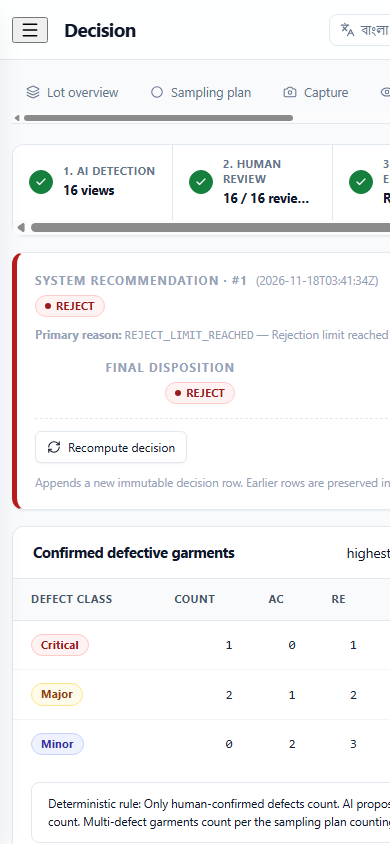 Decision
বাংলা
Lot overview
Sampling plan
Capture
1. AI DETECTION
16 views
2. HUMAN REVIEW
16 / 16 revie...
3
E
R
SYSTEM RECOMMENDATION · #1 (2026-11-18T03:41:34Z)
REJECT
Primary reason: REJECT_LIMIT_REACHED — Rejection limit reached
FINAL DISPOSITION
REJECT
Recompute decision
Appends a new immutable decision row. Earlier rows are preserved in
Confirmed defective garments
highest
DEFECT CLASS COUNT AC RE
Critical 1 0 1
Major 2 1 2
Minor 0 2 3
Deterministic rule: Only human-confirmed defects count. AI propos
count. Multi-defect garments count per the sampling plan counting